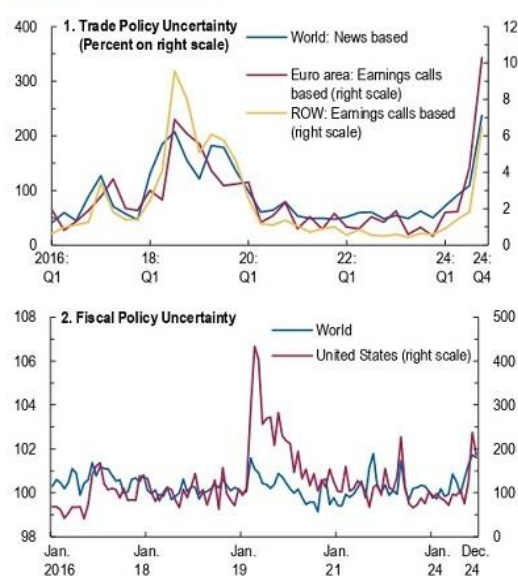 1. Trade Policy Uncertainty
(Percent on right scale)
World: News based
Euro area: Earnings calls
based (right scale)
ROW: Earnings calls based
(right scale)
400
300
200
100
0
12
10
8
6
4
2
0
2016:
Q1
18:
Q1
20:
Q1
22:
Q1
24:
Q1
24:
Q4
2. Fiscal Policy Uncertainty
World
United States (right scale)
108
106
104
102
100
98
500
400
300
200
100
0
Jan.
2016
Jan.
18
Jan.
19
Jan.
21
Jan.
24
Dec.
24